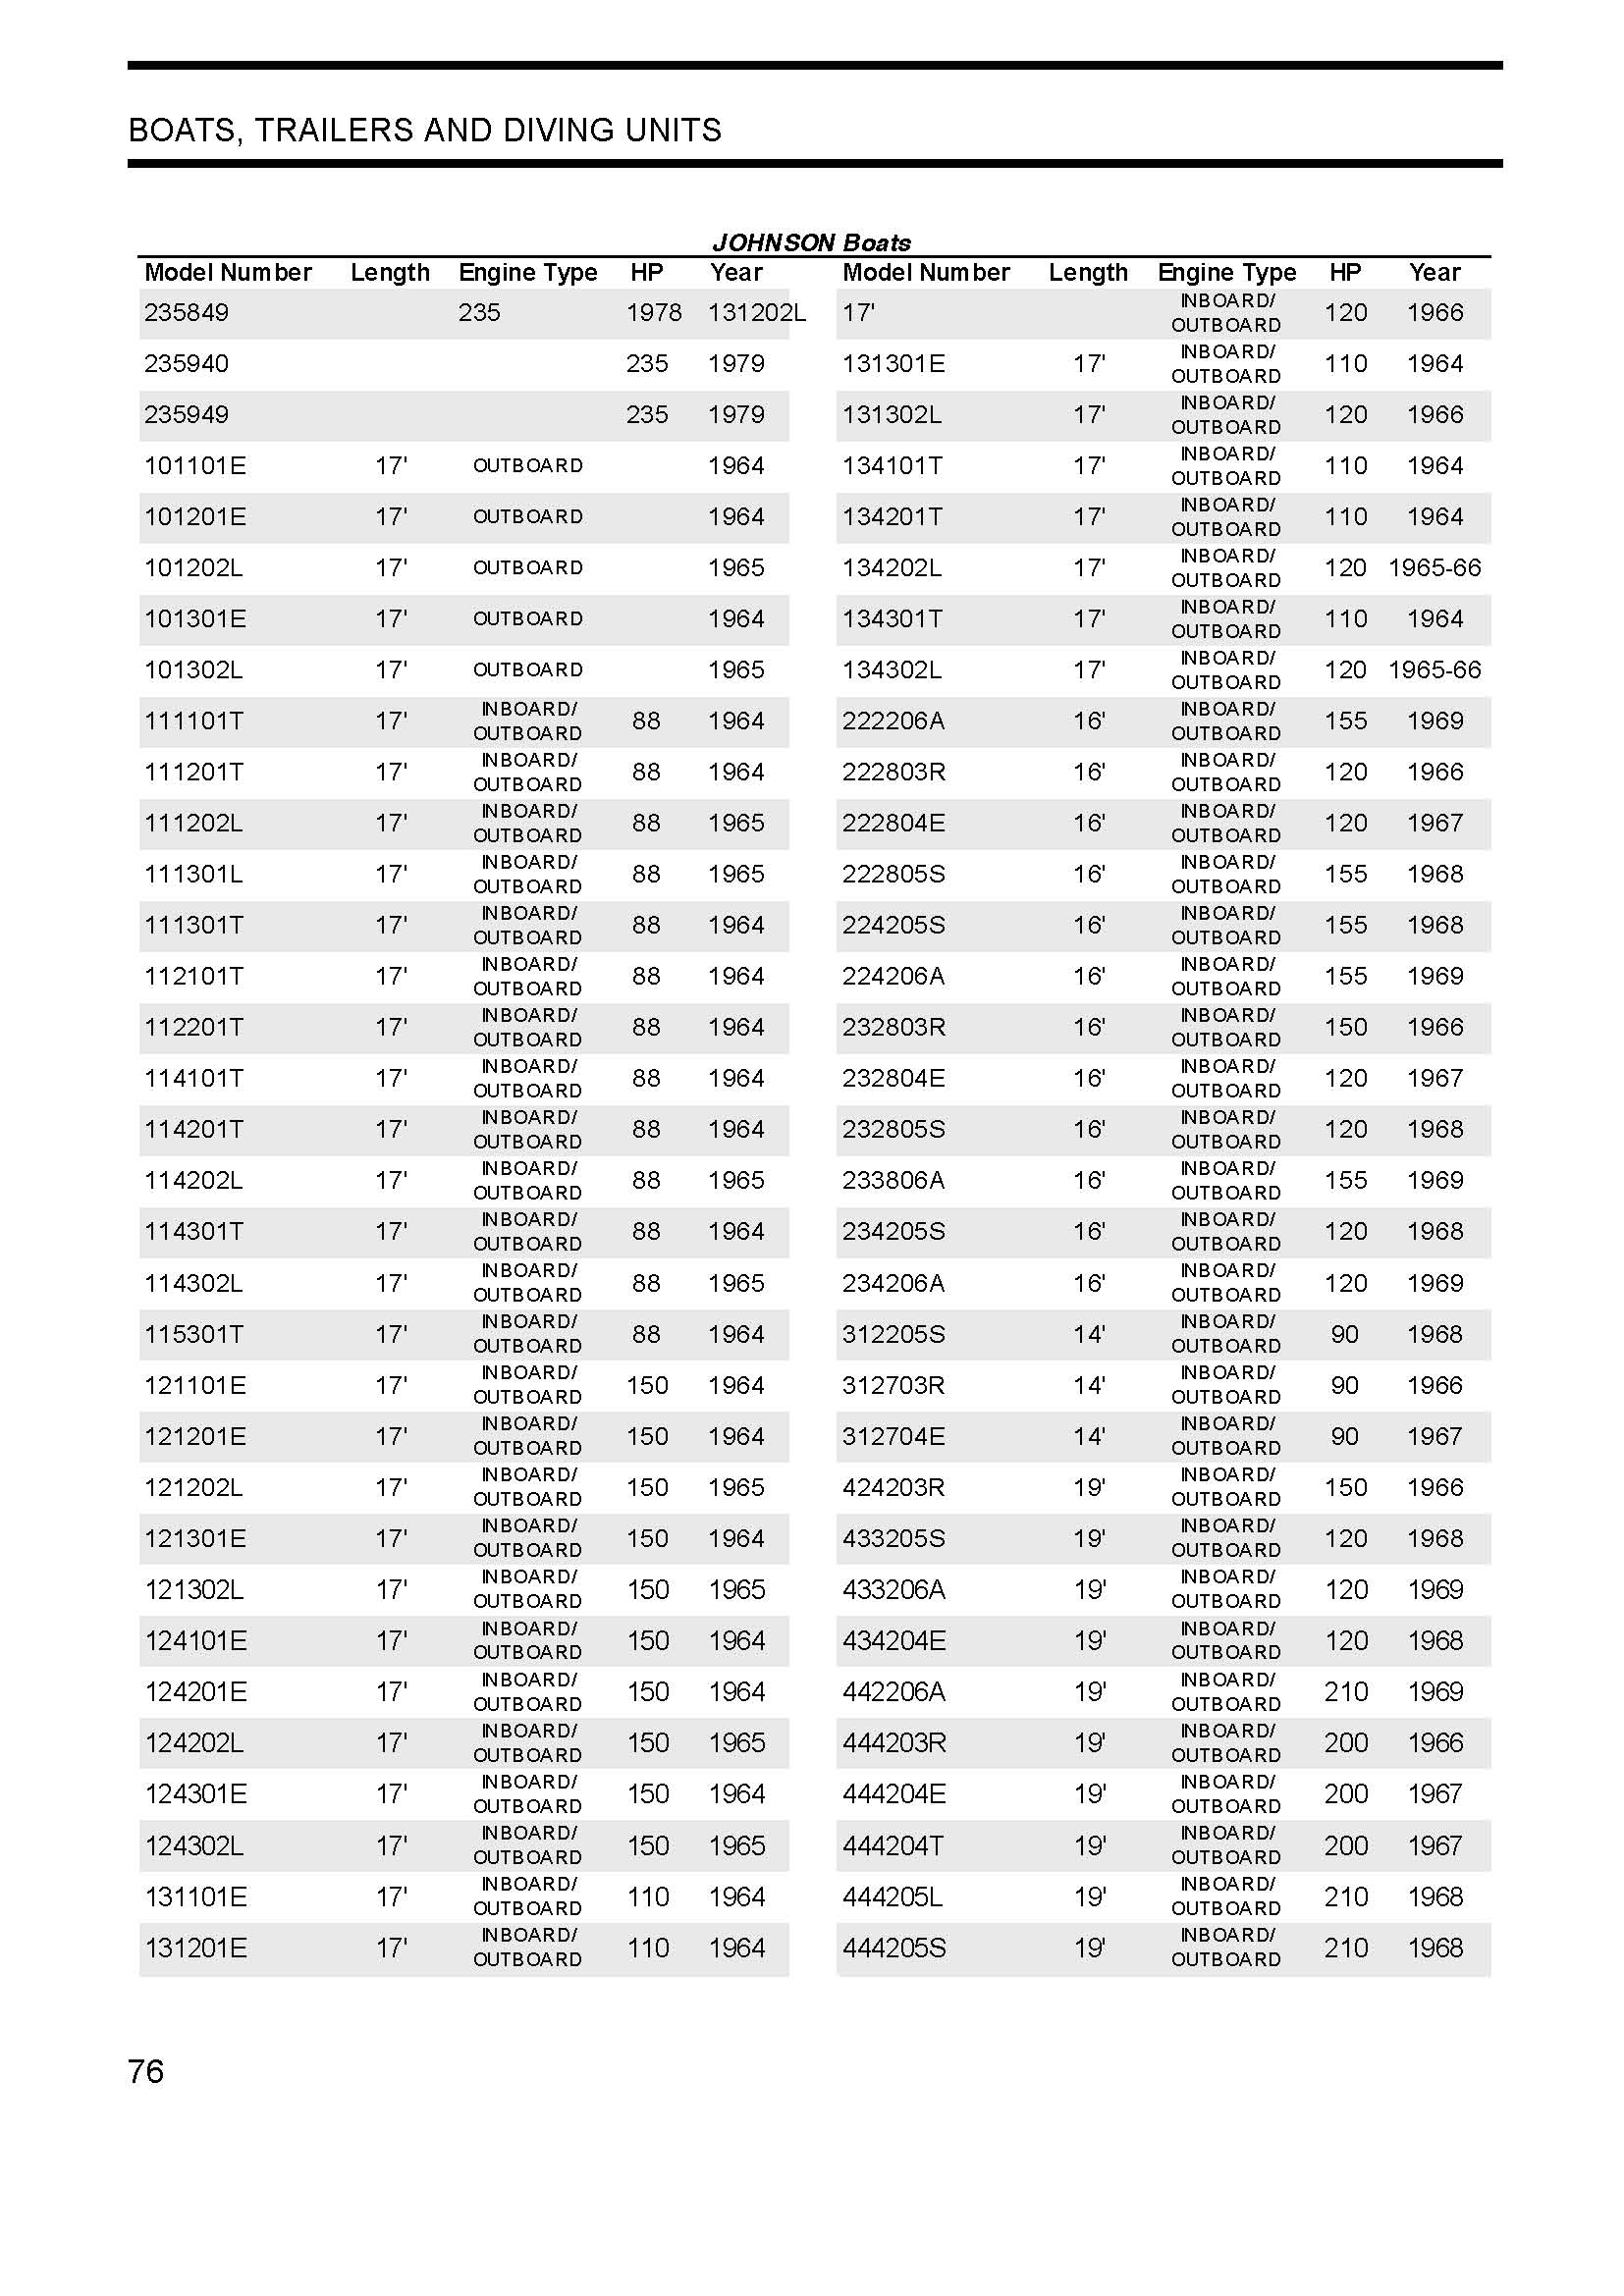 BOATS, TRAILERS AND DIVING UNITS
JOHNSON Boats
Model Number Length Engine Type HP Year Model Number Length Engine Type HP Year
235849 235 1978 131202L 17' INBOARD/ OUTBOARD 120 1966
235940 235 1979 131301E 17' INBOARD/ OUTBOARD 110 1964
235949 235 1979 131302L 17' INBOARD/ OUTBOARD 120 1966
101101E 17' OUTBOARD 1964 134101T 17' INBOARD/ OUTBOARD 110 1964
101201E 17' OUTBOARD 1964 134201T 17' INBOARD/ OUTBOARD 110 1964
101202L 17' OUTBOARD 1965 134202L 17' INBOARD/ OUTBOARD 120 1965-66
101301E 17' OUTBOARD 1964 134301T 17' INBOARD/ OUTBOARD 110 1964
101302L 17' OUTBOARD 1965 134302L 17' INBOARD/ OUTBOARD 120 1965-66
111101T 17' INBOARD/ OUTBOARD 88 1964 222206A 16' INBOARD/ OUTBOARD 155 1969
111201T 17' INBOARD/ OUTBOARD 88 1964 222803R 16' INBOARD/ OUTBOARD 120 1966
111202L 17' INBOARD/ OUTBOARD 88 1965 222804E 16' INBOARD/ OUTBOARD 120 1967
111301L 17' INBOARD/ OUTBOARD 88 1965 222805S 16' INBOARD/ OUTBOARD 155 1968
111301T 17' INBOARD/ OUTBOARD 88 1964 224205S 16' INBOARD/ OUTBOARD 155 1968
112101T 17' INBOARD/ OUTBOARD 88 1964 224206A 16' INBOARD/ OUTBOARD 155 1969
112201T 17' INBOARD/ OUTBOARD 88 1964 232803R 16' INBOARD/ OUTBOARD 150 1966
114101T 17' INBOARD/ OUTBOARD 88 1964 232804E 16' INBOARD/ OUTBOARD 120 1967
114201T 17' INBOARD/ OUTBOARD 88 1964 232805S 16' INBOARD/ OUTBOARD 120 1968
114202L 17' INBOARD/ OUTBOARD 88 1965 233806A 16' INBOARD/ OUTBOARD 155 1969
114301T 17' INBOARD/ OUTBOARD 88 1964 234205S 16' INBOARD/ OUTBOARD 120 1968
114302L 17' INBOARD/ OUTBOARD 88 1965 234206A 16' INBOARD/ OUTBOARD 120 1969
115301T 17' INBOARD/ OUTBOARD 88 1964 312205S 14' INBOARD/ OUTBOARD 90 1968
121101E 17' INBOARD/ OUTBOARD 150 1964 312703R 14' INBOARD/ OUTBOARD 90 1966
121201E 17' INBOARD/ OUTBOARD 150 1964 312704E 14' INBOARD/ OUTBOARD 90 1967
121202L 17' INBOARD/ OUTBOARD 150 1965 424203R 19' INBOARD/ OUTBOARD 150 1966
121301E 17' INBOARD/ OUTBOARD 150 1964 433205S 19' INBOARD/ OUTBOARD 120 1968
121302L 17' INBOARD/ OUTBOARD 150 1965 433206A 19' INBOARD/ OUTBOARD 120 1969
124101E 17' INBOARD/ OUTBOARD 150 1964 434204E 19' INBOARD/ OUTBOARD 120 1968
124201E 17' INBOARD/ OUTBOARD 150 1964 442206A 19' INBOARD/ OUTBOARD 210 1969
124202L 17' INBOARD/ OUTBOARD 150 1965 444203R 19' INBOARD/ OUTBOARD 200 1966
124301E 17' INBOARD/ OUTBOARD 150 1964 444204E 19' INBOARD/ OUTBOARD 200 1967
124302L 17' INBOARD/ OUTBOARD 150 1965 444204T 19' INBOARD/ OUTBOARD 200 1967
131101E 17' INBOARD/ OUTBOARD 110 1964 444205L 19' INBOARD/ OUTBOARD 210 1968
131201E 17' INBOARD/ OUTBOARD 110 1964 444205S 19' INBOARD/ OUTBOARD 210 1968
76